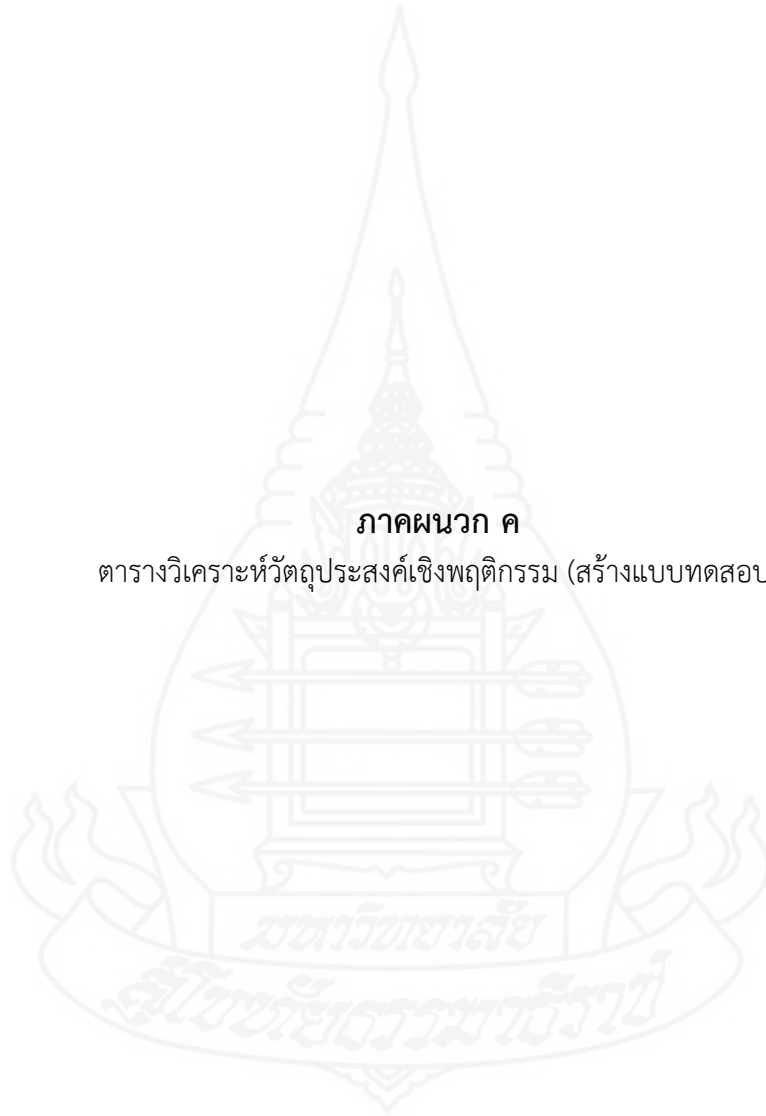 ภาคผนวก ค
ตารางวิเคราะห์วัตถุประสงค์เชิงพฤติกรรม (สร้างแบบทดสอบ
มหาวิทยาลัย
สุโขทัยธรรมาธิราช